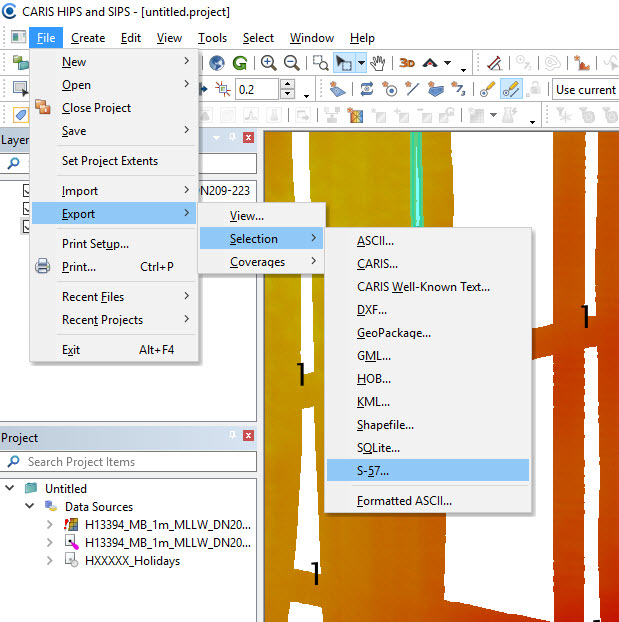 CARIS HIPS and SIPS - [untitled.project]
File Create Edit View Tools Select Window Help
New
Open
Close Project
Save
Set Project Extents
Import
Export
Print Setup...
Print... Ctrl+P
Recent Files
Recent Projects
Exit Alt+F4
View...
Selection
Coverages
ASCII...
CARIS...
CARIS Well-Known Text...
DXF...
GeoPackage...
GML...
HOB...
KML...
Shapefile...
SQLite...
S-57...
Formatted ASCII...
3D
0.2
Use current
Layer
DN209-223
1
1
1
Project
Search Project Items
Untitled
Data Sources
H13394_MB_1m_MLLW_DN20...
H13394_MB_1m_MLLW_DN20...
HXXXXX_Holidays